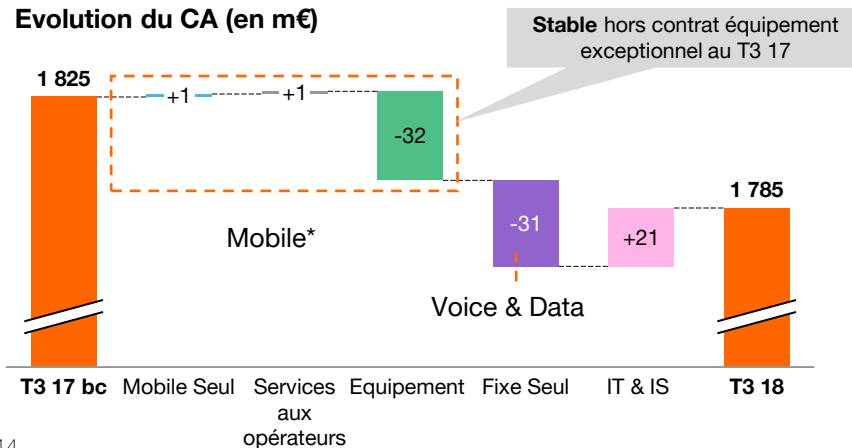 Evolution du CA (en m€)
Stable hors contrat équipement
exceptionnel au T3 17
1 825
+1
+1
-32
1 785
-31
+21
Mobile*
Voice & Data
T3 17 bc Mobile Seul Services Equipement Fixe Seul IT & IS T3 18
aux
opérateurs